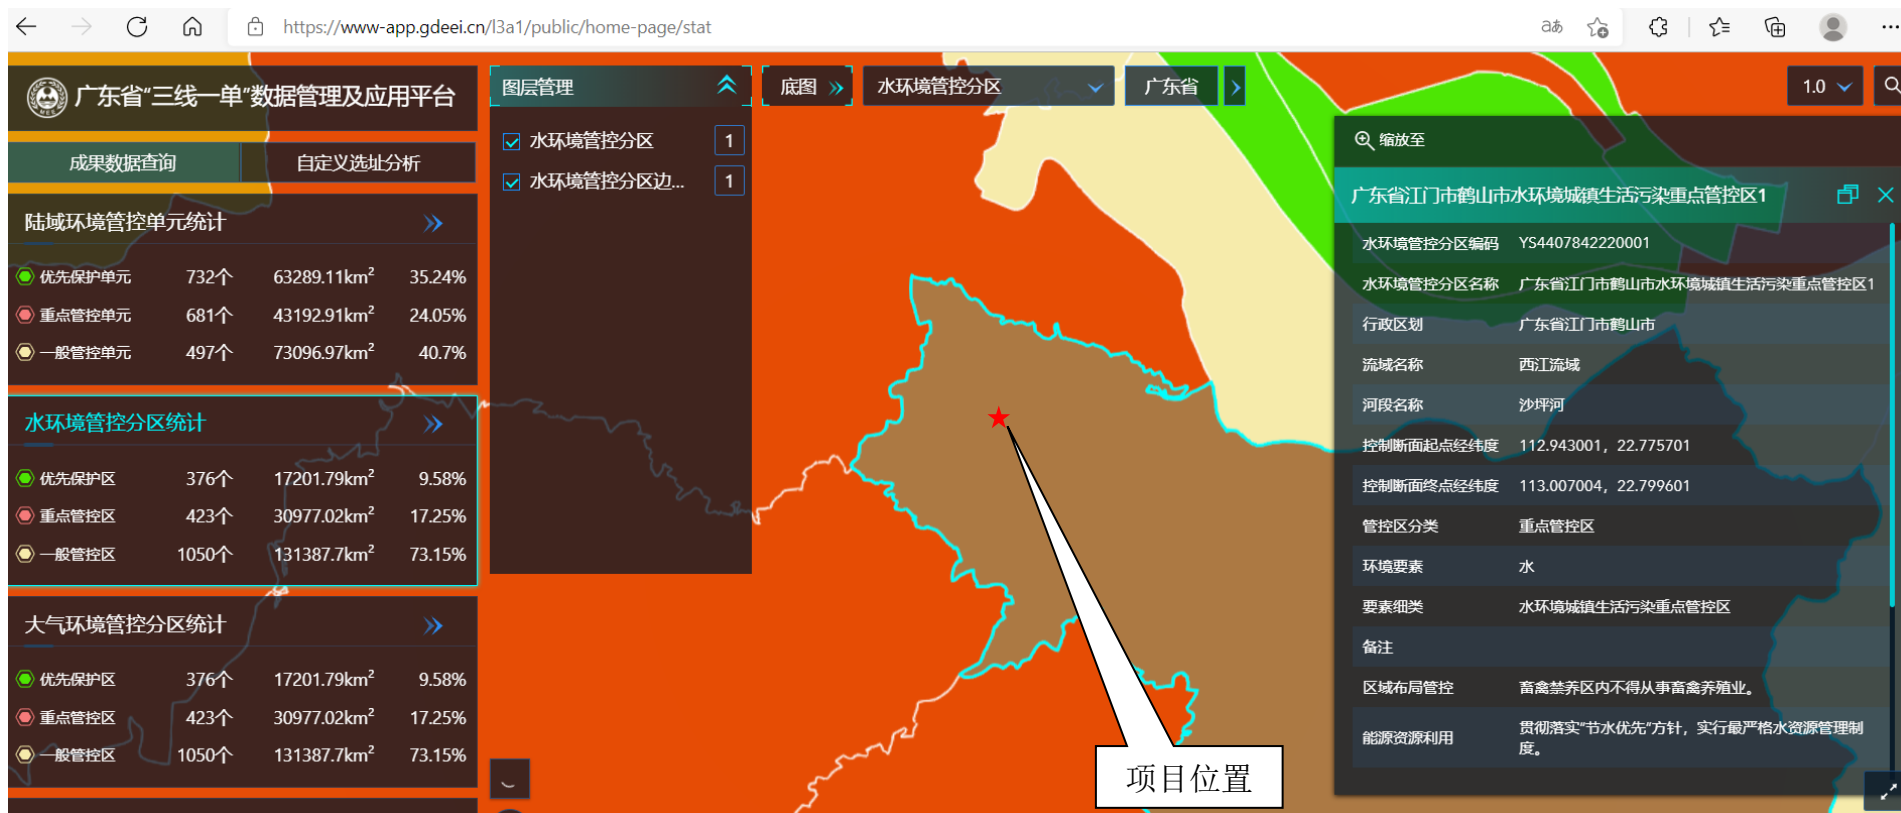 https://www-app.gdeei.cn/l3a1/public/home-page/stat
广东省“三线一单”数据管理及应用平台
成果数据查询 自定义选址分析
陆域环境管控单元统计
优先保护单元 732个 63289.11km² 35.24%
重点管控单元 681个 43192.91km² 24.05%
一般管控单元 497个 73096.97km² 40.7%
水环境管控分区统计
优先保护区 376个 17201.79km² 9.58%
重点管控区 423个 30977.02km² 17.25%
一般管控区 1050个 131387.7km² 73.15%
大气环境管控分区统计
优先保护区 376个 17201.79km² 9.58%
重点管控区 423个 30977.02km² 17.25%
一般管控区 1050个 131387.7km² 73.15%
图层管理
水环境管控分区 1
水环境管控分区边... 1
底图 水环境管控分区 广东省
1.0
缩放至
广东省江门市鹤山市水环境城镇生活污染重点管控区1
水环境管控分区编码 YS4407842220001
水环境管控分区名称 广东省江门市鹤山市水环境城镇生活污染重点管控区1
行政区划 广东省江门市鹤山市
流域名称 西江流域
河段名称 沙坪河
控制断面起点经纬度 112.943001，22.775701
控制断面终点经纬度 113.007004，22.799601
管控区分类 重点管控区
环境要素 水
要素细类 水环境城镇生活污染重点管控区
备注
区域布局管控 畜禽禁养区内不得从事畜禽养殖业。
能源资源利用 贯彻落实“节水优先”方针，实行最严格水资源管理制
度。
项目位置